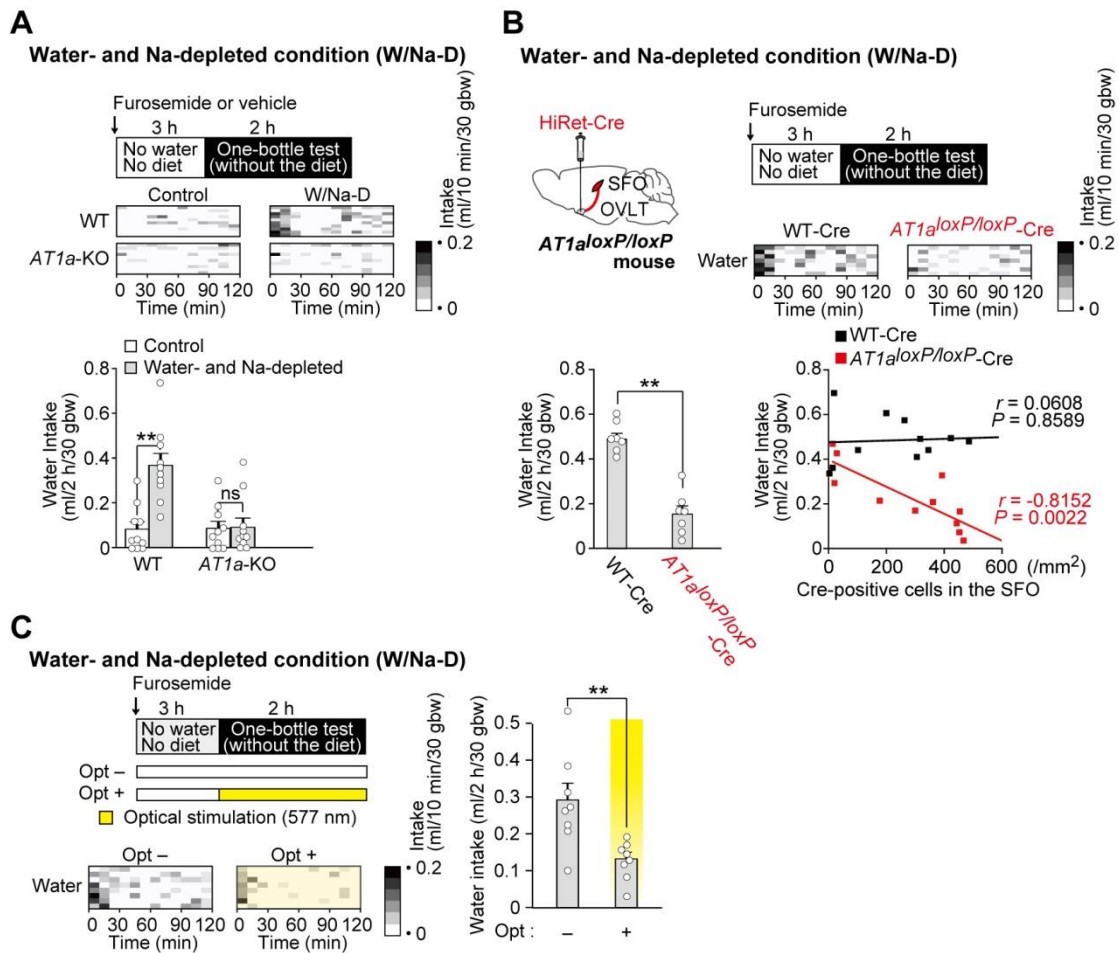 A
Water- and Na-depleted condition (W/Na-D)
Furosemide or vehicle
3 h
2 h
No water
No diet
One-bottle test
(without the diet)
Control
W/Na-D
WT
AT1a-KO
0 30 60 90 120
0 30 60 90 120
Time (min)
Time (min)
Intake
(ml/10 min/30 gbw)
0.2
0
Control
Water- and Na-depleted
Water Intake
(ml/2 h/30 gbw)
0.8
0.6
0.4
0.2
0
**
ns
WT
AT1a-KO
B
Water- and Na-depleted condition (W/Na-D)
HiRet-Cre
SFO
OVLT
AT1aloxP/loxP
mouse
Furosemide
3 h
2 h
No water
No diet
One-bottle test
(without the diet)
WT-Cre
AT1aloxP/loxP-Cre
Water
0 30 60 90 120
0 30 60 90 120
Time (min)
Time (min)
Intake
(ml/10 min/30 gbw)
0.2
0
Water Intake
(ml/2 h/30 gbw)
0.8
0.6
0.4
0.2
0
**
WT-Cre
AT1aloxP/loxP
-Cre
WT-Cre
AT1aloxP/loxP-Cre
Water Intake
(ml/2 h/30 gbw)
0.8
0.6
0.4
0.2
0
r = 0.0608
P = 0.8589
r = -0.8152
P = 0.0022
0 200 400 600 (/mm2)
Cre-positive cells in the SFO
C
Water- and Na-depleted condition (W/Na-D)
Furosemide
3 h
2 h
No water
No diet
One-bottle test
(without the diet)
Opt –
Opt +
Optical stimulation (577 nm)
Opt –
Opt +
Water
0 30 60 90 120
0 30 60 90 120
Time (min)
Time (min)
Intake
(ml/10 min/30 gbw)
0.2
0
Water intake (ml/2 h/30 gbw)
0.5
0.4
0.3
0.2
0.1
0
**
Opt : – +